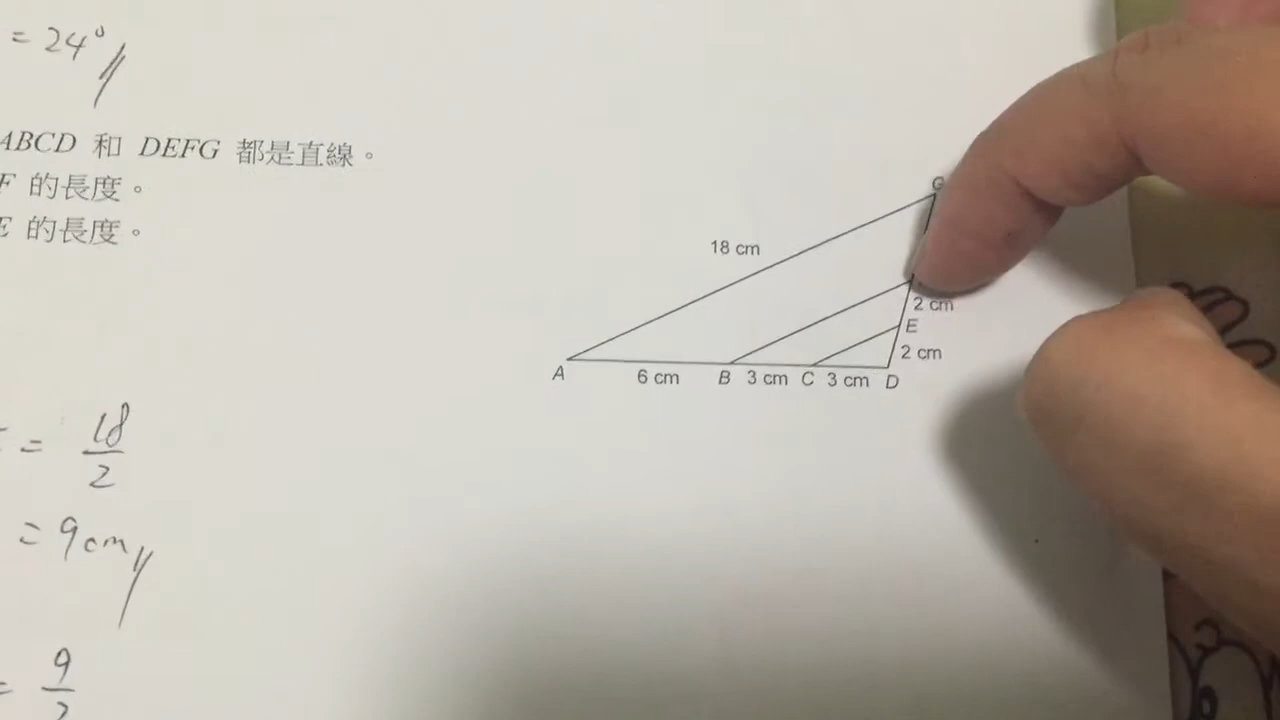 = 24°
ABCD 和 DEFG 都是直線。
F 的長度。
E 的長度。
G
18 cm
2 cm
E
2 cm
A 6 cm B 3 cm C 3 cm D
= 18/2
= 9cm
= 9/2